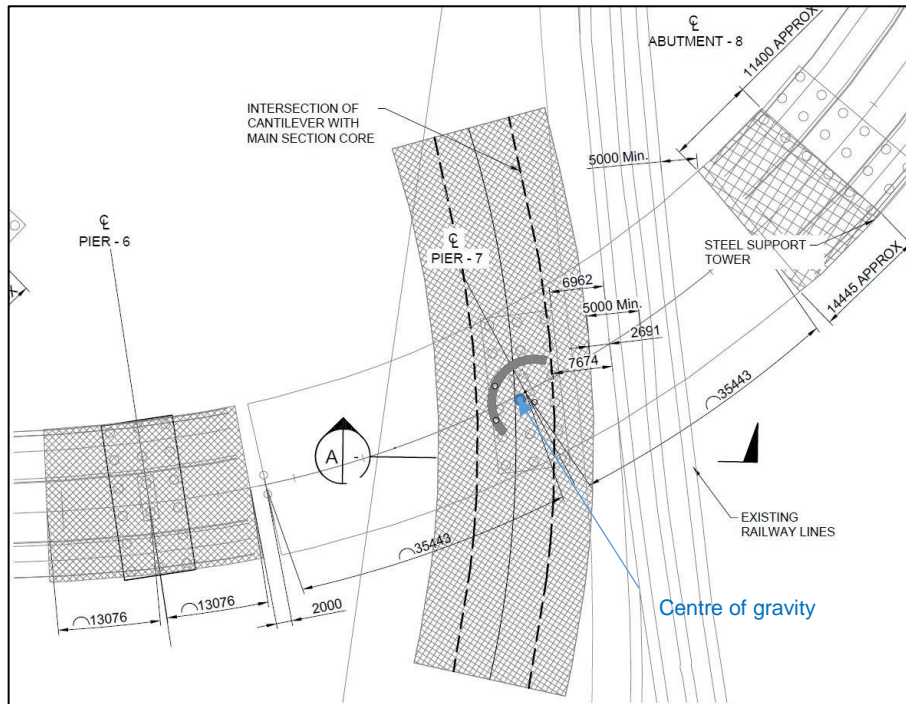 ℄
ABUTMENT - 8
11400 APPROX
INTERSECTION OF
CANTILEVER WITH
MAIN SECTION CORE
5000 Min.
℄
PIER - 6
℄
PIER - 7
STEEL SUPPORT
TOWER
14445 APPROX
6962
5000 Min.
2691
7674
⌒35443
A
-
EXISTING
RAILWAY LINES
⌒35443
⌒13076
⌒13076
2000
Centre of gravity